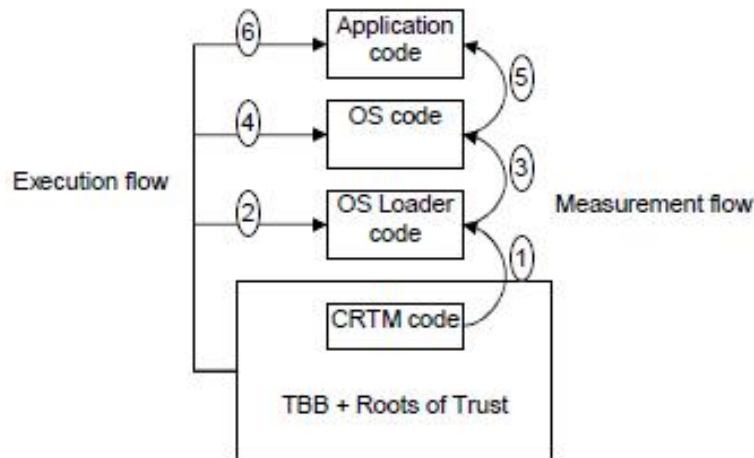 6
Application
code
5
4
OS code
3
Execution flow
2
OS Loader
code
Measurement flow
1
CRTM code
TBB + Roots of Trust